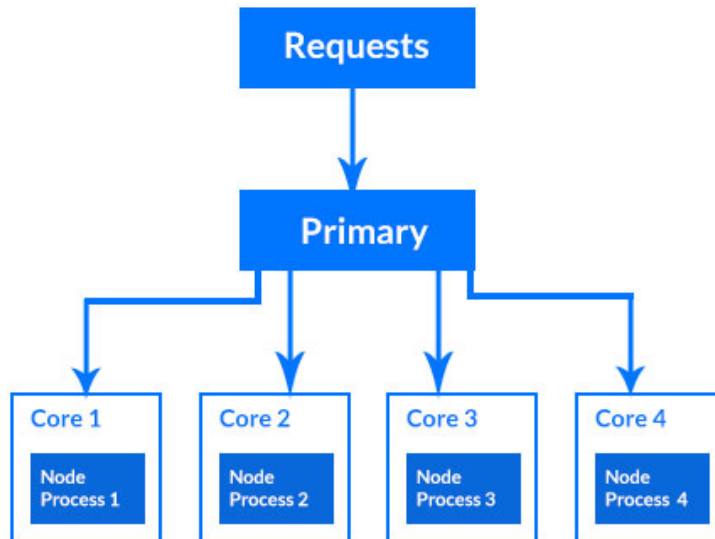 Requests
Primary
Core 1
Node
Process 1
Core 2
Node
Process 2
Core 3
Node
Process 3
Core 4
Node
Process 4